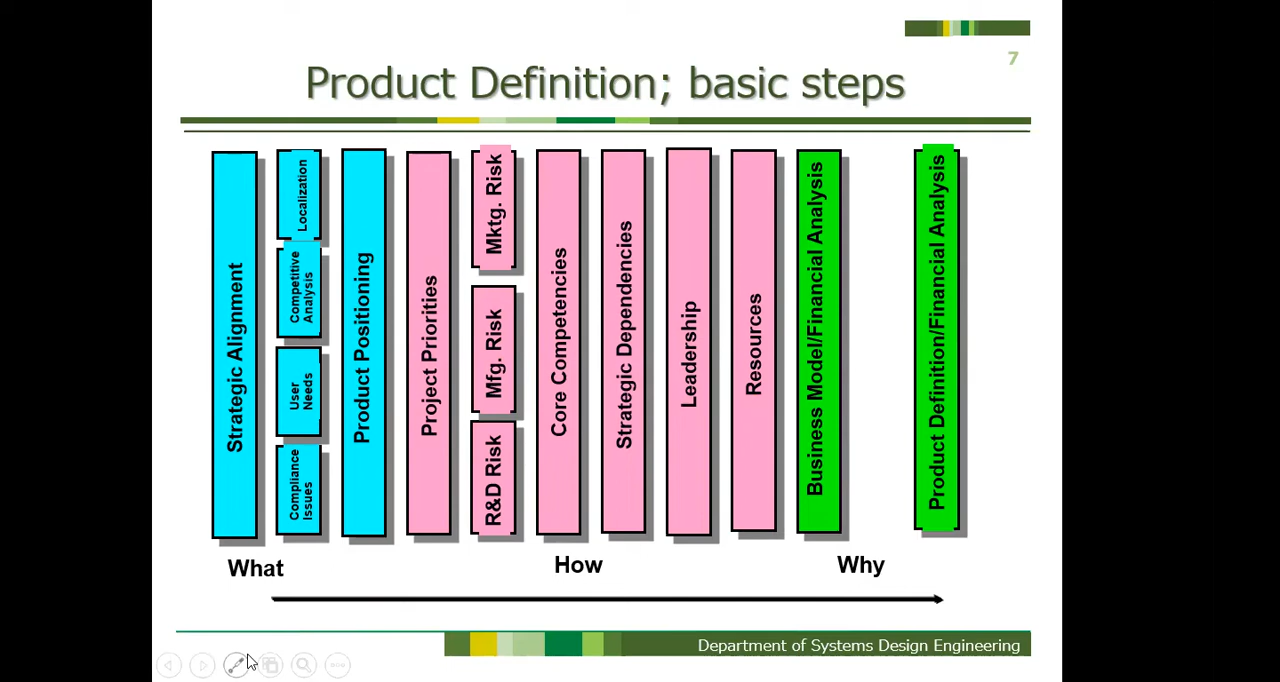 7
Product Definition; basic steps
Strategic Alignment
Localization
Competitive
Analysis
User
Needs
Compliance
Issues
Product Positioning
Project Priorities
Mktg. Risk
Mfg. Risk
R&D Risk
Core Competencies
Strategic Dependencies
Leadership
Resources
Business Model/Financial Analysis
Product Definition/Financial Analysis
What
How
Why
Department of Systems Design Engineering